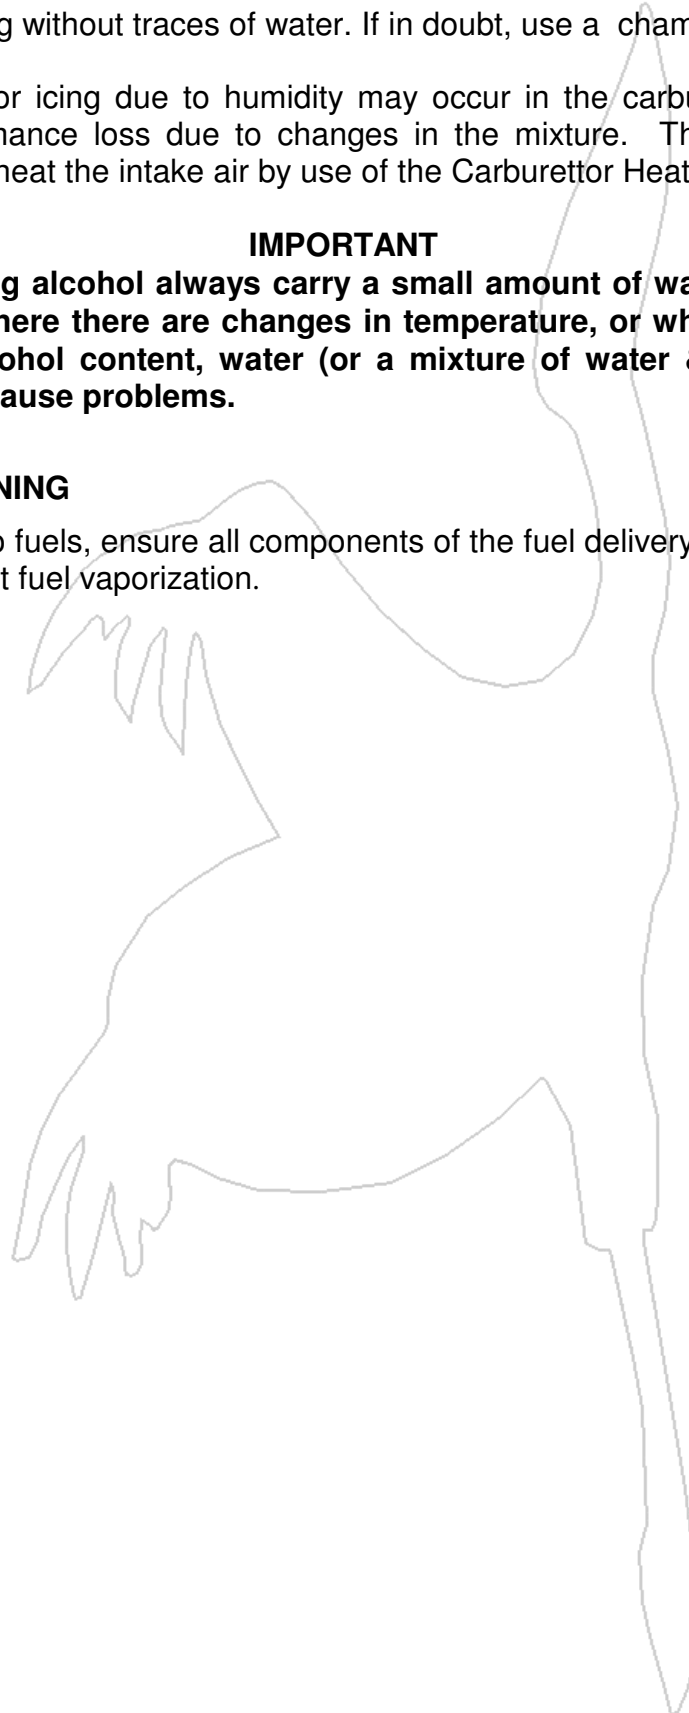 g without traces of water. If in doubt, use a cham
or icing due to humidity may occur in the carbu
mance loss due to changes in the mixture. Th
heat the intake air by use of the Carburettor Heat
IMPORTANT
g alcohol always carry a small amount of wa
here there are changes in temperature, or wh
ohol content, water (or a mixture of water &
ause problems.
NING
o fuels, ensure all components of the fuel delivery
t fuel vaporization.